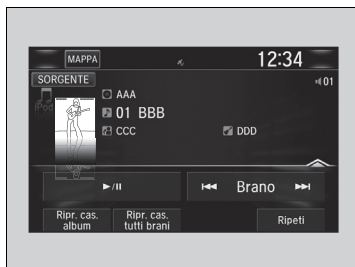 MAPPA
12:34
SORGENTE
01
iPod
AAA
01 BBB
CCC
DDD
Brano
Ripr. cas.
album
Ripr. cas.
tutti brani
Ripeti